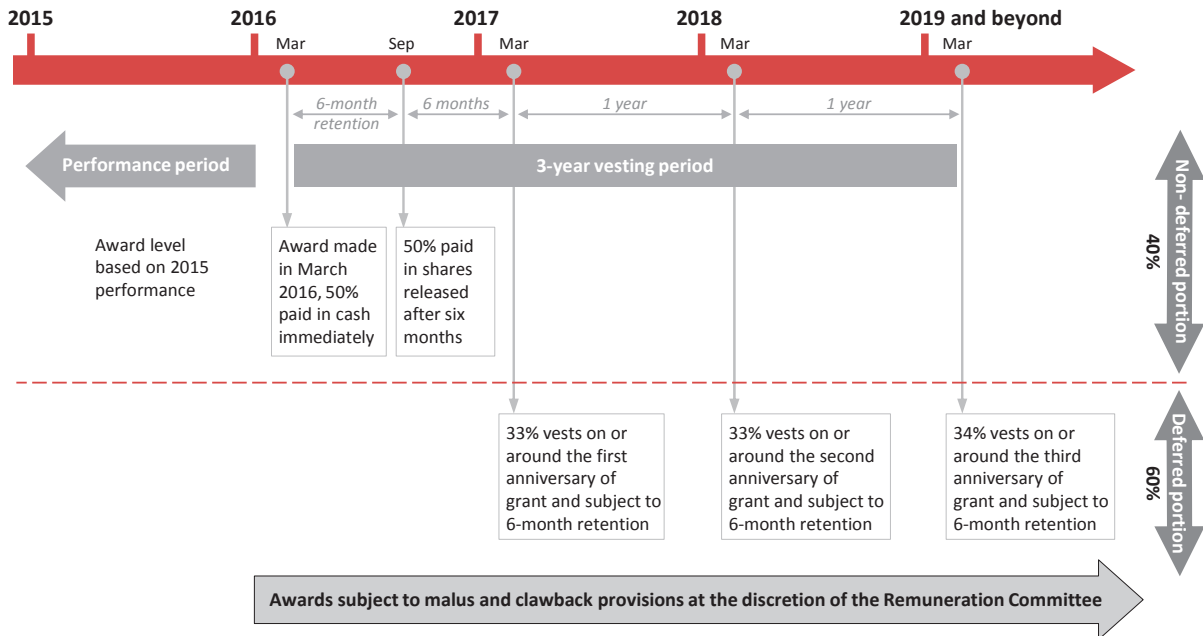 2015
2016
2017
2018
2019 and beyond
Mar
Sep
Mar
Mar
Mar
6-month
retention
6 months
1 year
1 year
Performance period
3-year vesting period
Award level
based on 2015
performance
Award made
in March
2016, 50%
paid in cash
immediately
50% paid
in shares
released
after six
months
Non- deferred portion
40%
33% vests on or
around the first
anniversary of
grant and subject to
6-month retention
33% vests on or
around the second
anniversary of
grant and subject to
6-month retention
34% vests on or
around the third
anniversary of
grant and subject to
6-month retention
Deferred portion
60%
Awards subject to malus and clawback provisions at the discretion of the Remuneration Committee